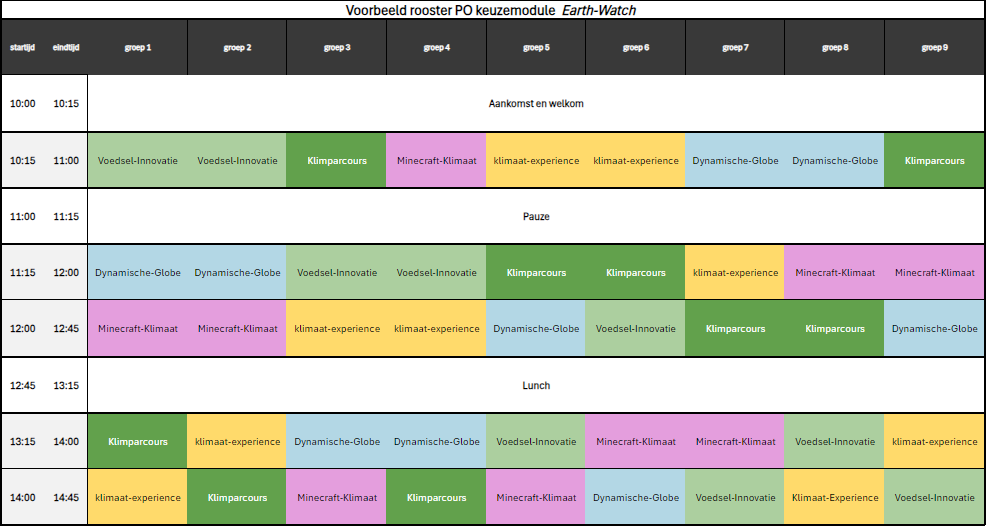 Voorbeeld rooster PO keuzemodule Earth-Watch
startijd eindtijd groep 1 groep 2 groep 3 groep 4 groep 5 groep 6 groep 7 groep 8 groep 9
10:00 10:15 Aankomst en welkom
10:15 11:00 Voedsel-Innovatie Voedsel-Innovatie Klimparcours Minecraft-Klimaat klimaat-experience klimaat-experience Dynamische-Globe Dynamische-Globe Klimparcours
11:00 11:15 Pauze
11:15 12:00 Dynamische-Globe Dynamische-Globe Voedsel-Innovatie Voedsel-Innovatie Klimparcours Klimparcours klimaat-experience Minecraft-Klimaat Minecraft-Klimaat
12:00 12:45 Minecraft-Klimaat Minecraft-Klimaat klimaat-experience klimaat-experience Dynamische-Globe Voedsel-Innovatie Klimparcours Klimparcours Dynamische-Globe
12:45 13:15 Lunch
13:15 14:00 Klimparcours klimaat-experience Dynamische-Globe Dynamische-Globe Voedsel-Innovatie Minecraft-Klimaat Minecraft-Klimaat Voedsel-Innovatie klimaat-experience
14:00 14:45 klimaat-experience Klimparcours Minecraft-Klimaat Klimparcours Minecraft-Klimaat Dynamische-Globe Voedsel-Innovatie Klimaat-Experience Voedsel-Innovatie